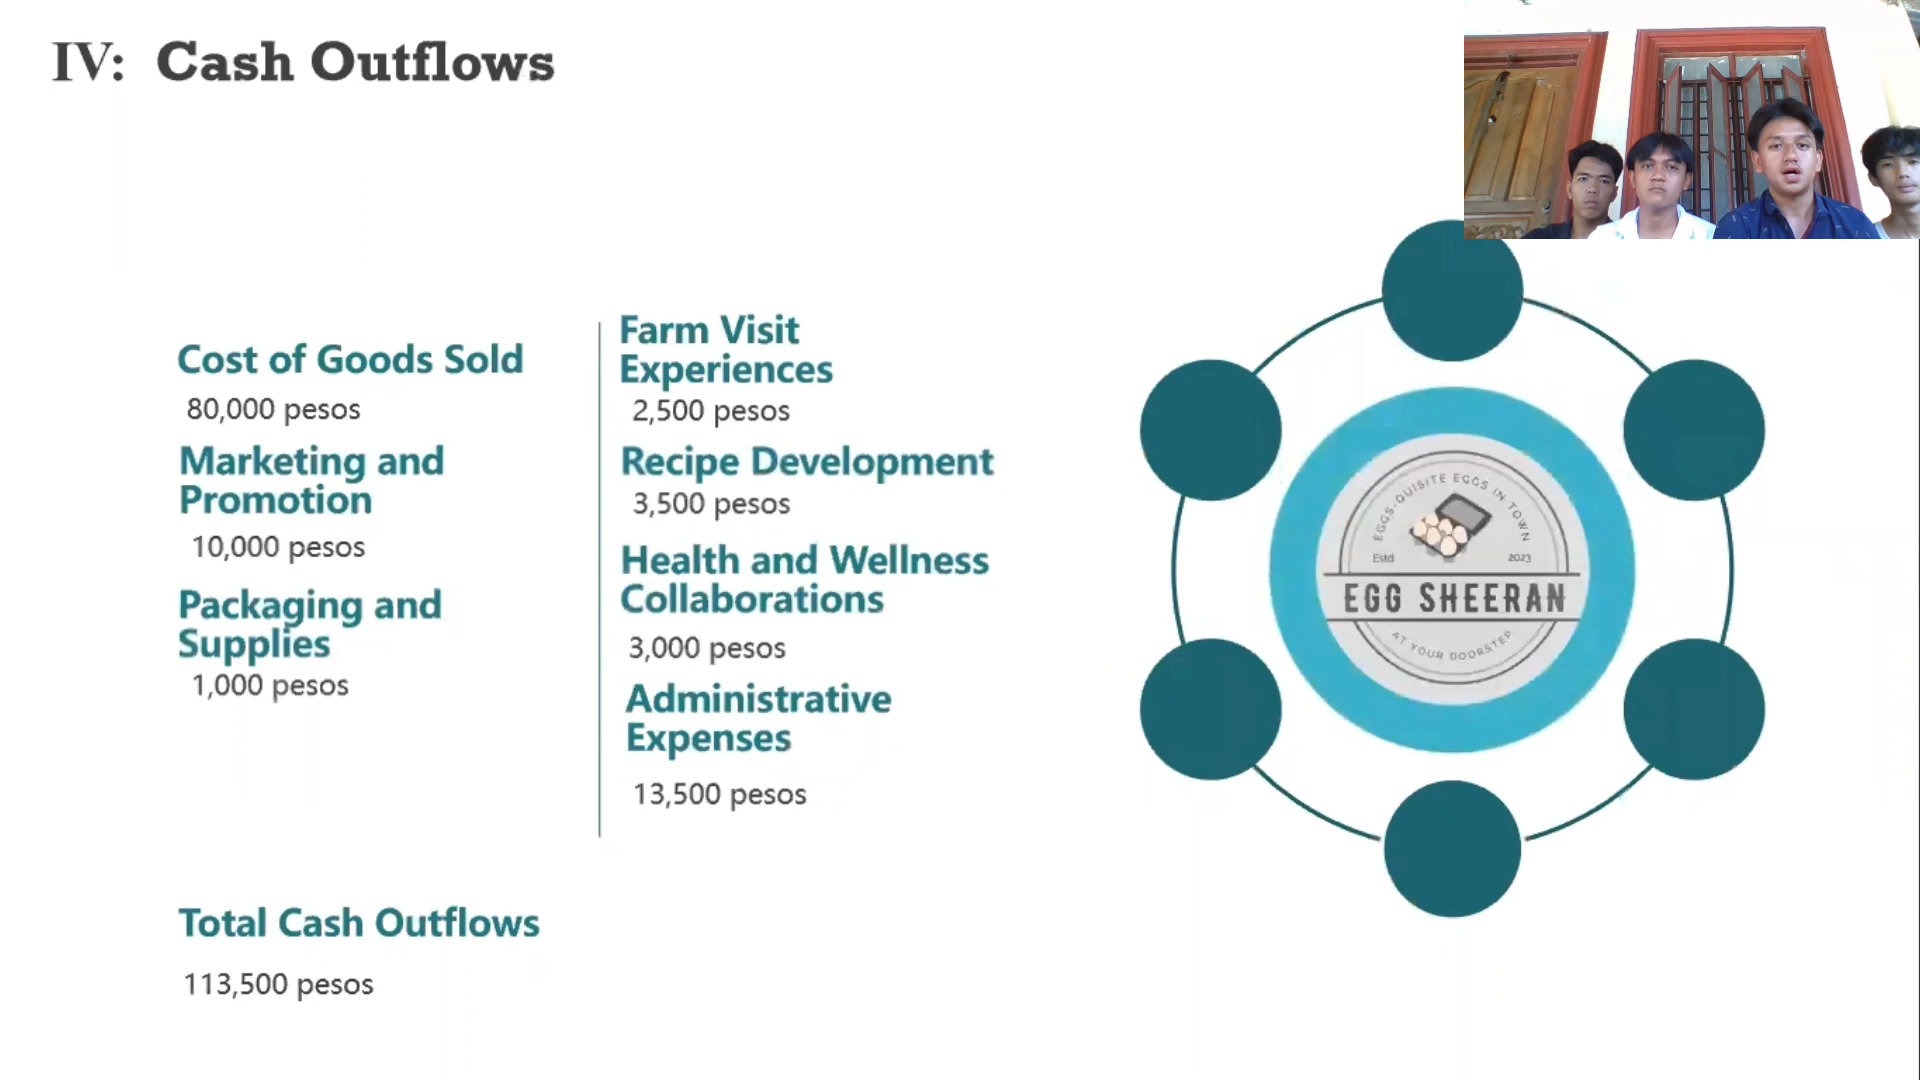 IV: Cash Outflows
Cost of Goods Sold
80,000 pesos
Marketing and
Promotion
10,000 pesos
Packaging and
Supplies
1,000 pesos
Farm Visit
Experiences
2,500 pesos
Recipe Development
3,500 pesos
Health and Wellness
Collaborations
3,000 pesos
Administrative
Expenses
13,500 pesos
Total Cash Outflows
113,500 pesos
EGGS-QUISITE EGGS IN TOWN
Estd 2023
EGG SHEERAN
AT YOUR DOORSTEP